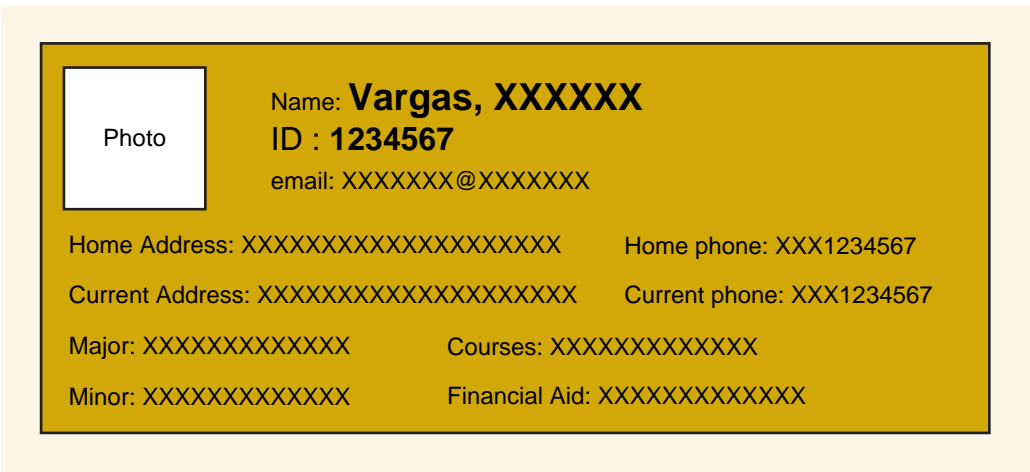 Photo
Name: Vargas, XXXXXX
ID : 1234567
email: XXXXXXX@XXXXXXX
Home Address: XXXXXXXXXXXXXXXXXXXX
Home phone: XXX1234567
Current Address: XXXXXXXXXXXXXXXXXXXX
Current phone: XXX1234567
Major: XXXXXXXXXXXXX
Courses: XXXXXXXXXXXXX
Minor: XXXXXXXXXXXXX
Financial Aid: XXXXXXXXXXXXX